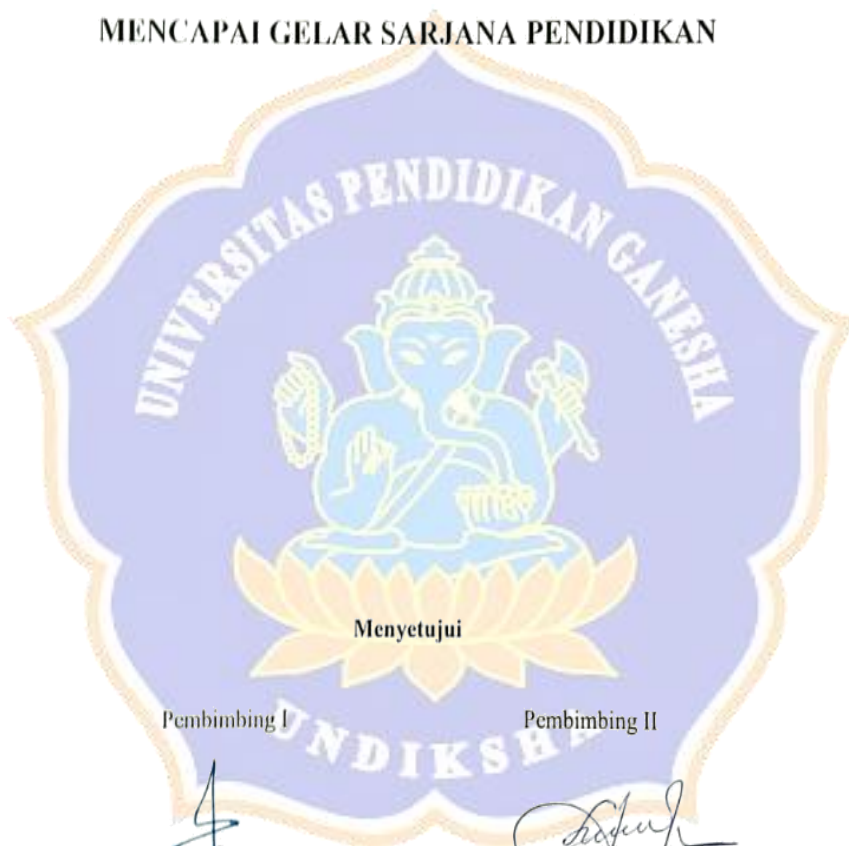 MENCAPAI GELAR SARJANA PENDIDIKAN
UNIVERSITAS PENDIDIKAN GANESHA
Menyetujui
Pembimbing I
Pembimbing II
UNDIKSHA